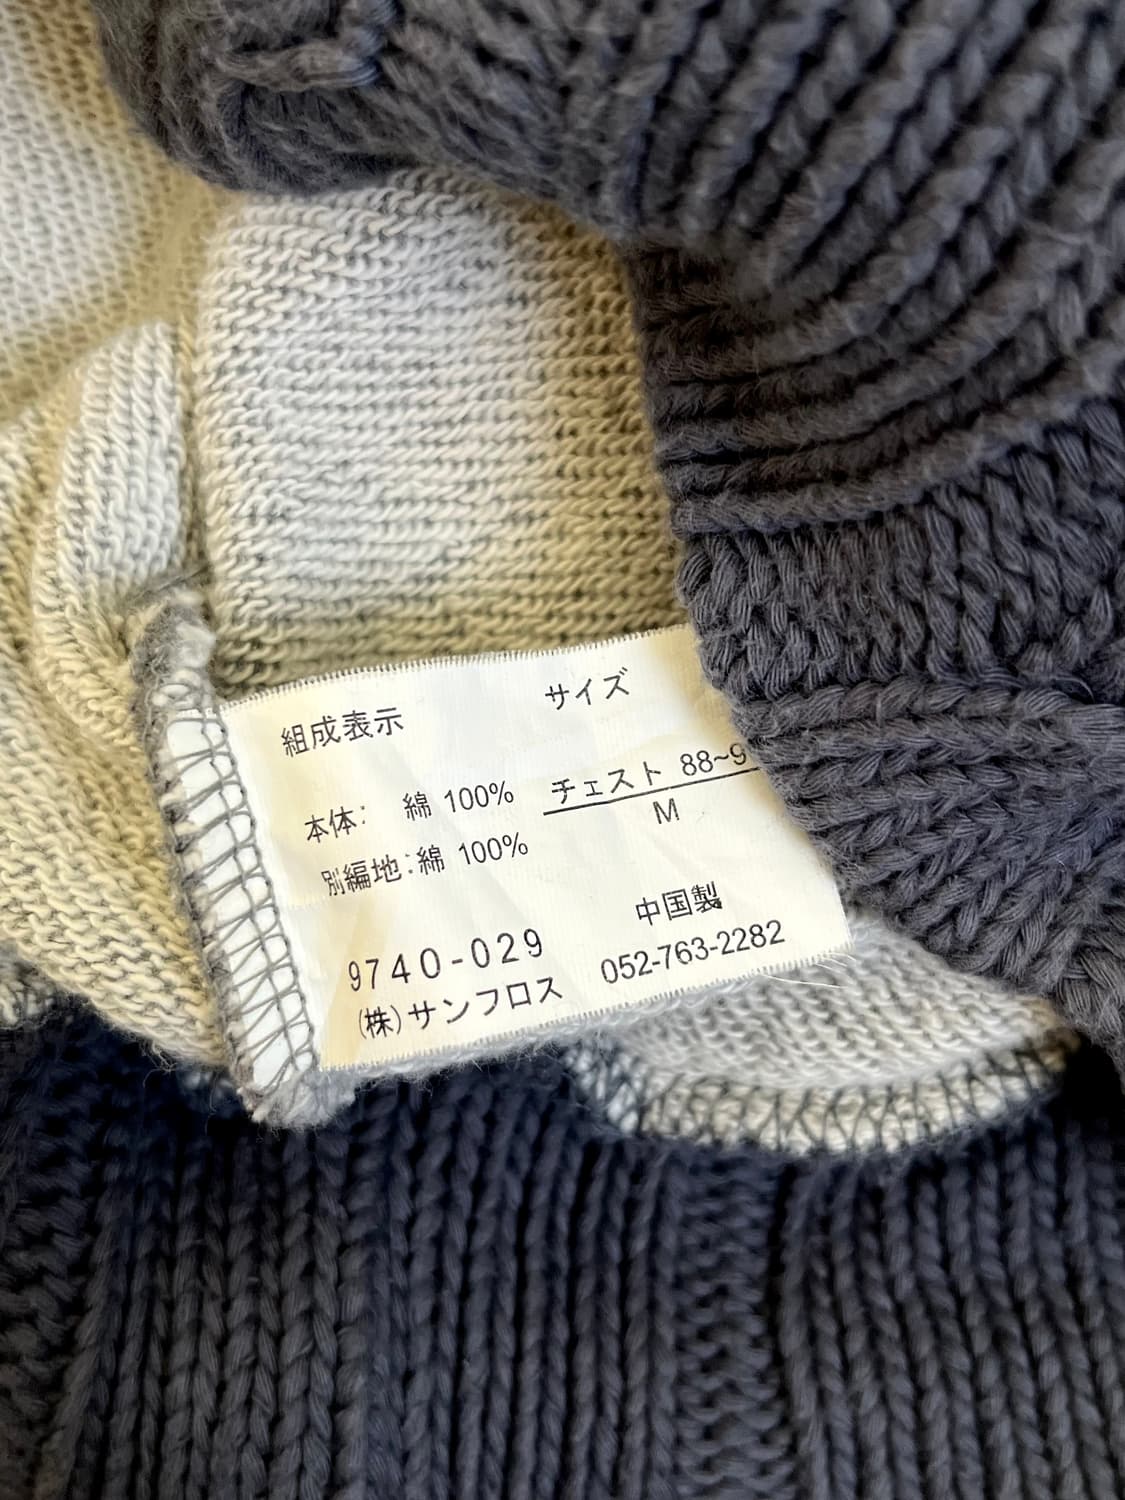 組成表示
本体: 綿 100%
別編地:綿 100%
サイズ
チェスト 88~9
M
中国製
9740-029
052-763-2282
(株)サンフロス